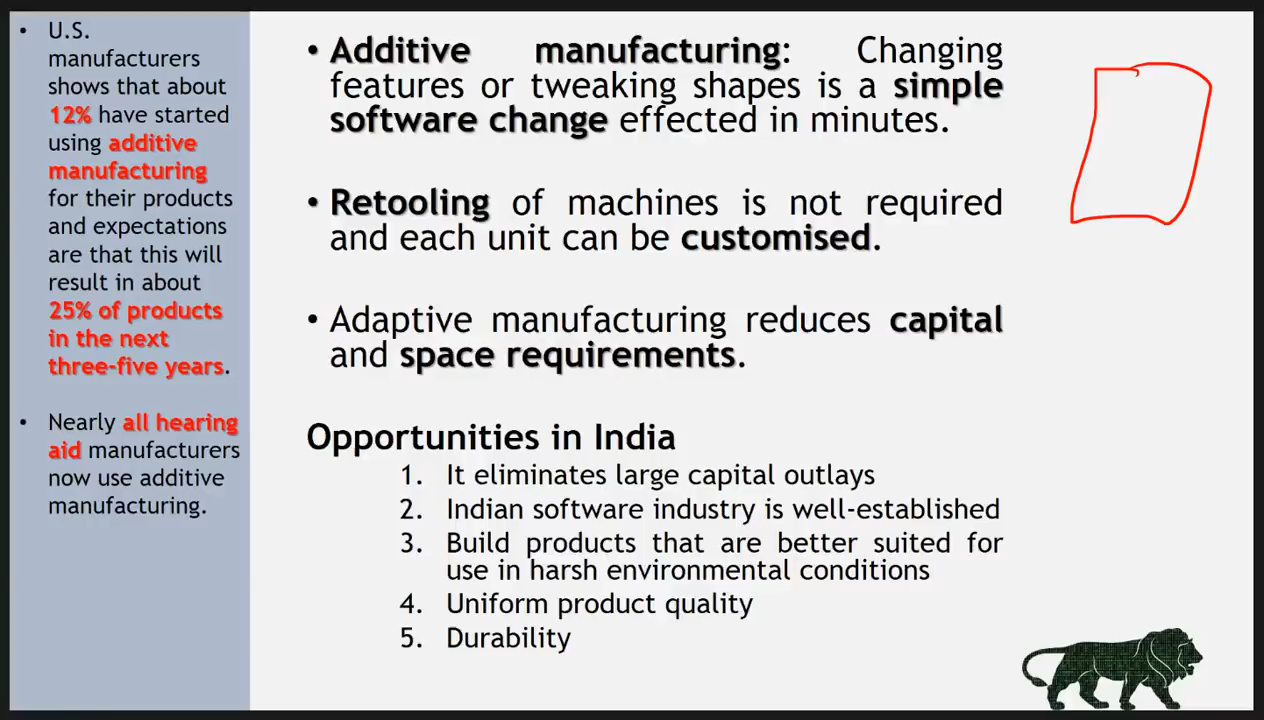 • U.S.
manufacturers
shows that about
12% have started
using additive
manufacturing
for their products
and expectations
are that this will
result in about
25% of products
in the next
three-five years.
• Nearly all hearing
aid manufacturers
now use additive
manufacturing.
• Additive manufacturing: Changing
features or tweaking shapes is a simple
software change effected in minutes.
• Retooling of machines is not required
and each unit can be customised.
• Adaptive manufacturing reduces capital
and space requirements.
Opportunities in India
1. It eliminates large capital outlays
2. Indian software industry is well-established
3. Build products that are better suited for
use in harsh environmental conditions
4. Uniform product quality
5. Durability